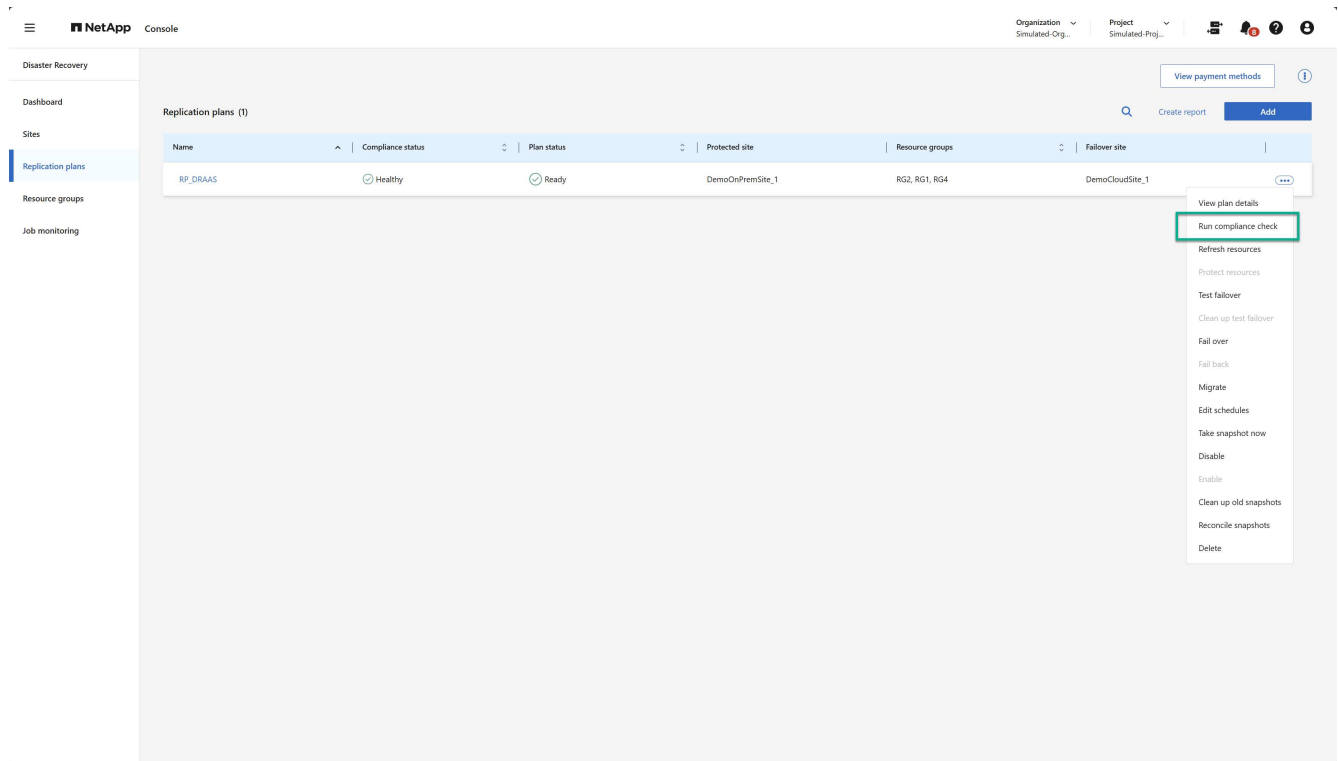 NetApp Console
Organization
Simulated-Org...
Project
Simulated-Proj...
8
Disaster Recovery
Dashboard
Sites
Replication plans
Resource groups
Job monitoring
View payment methods
Replication plans (1)
Create report
Add
Name Compliance status Plan status Protected site Resource groups Failover site
RP_DRAAS Healthy Ready DemoOnPremSite_1 RG2, RG1, RG4 DemoCloudSite_1
View plan details
Run compliance check
Refresh resources
Protect resources
Test failover
Clean up test failover
Fail over
Fail back
Migrate
Edit schedules
Take snapshot now
Disable
Enable
Clean up old snapshots
Reconcile snapshots
Delete